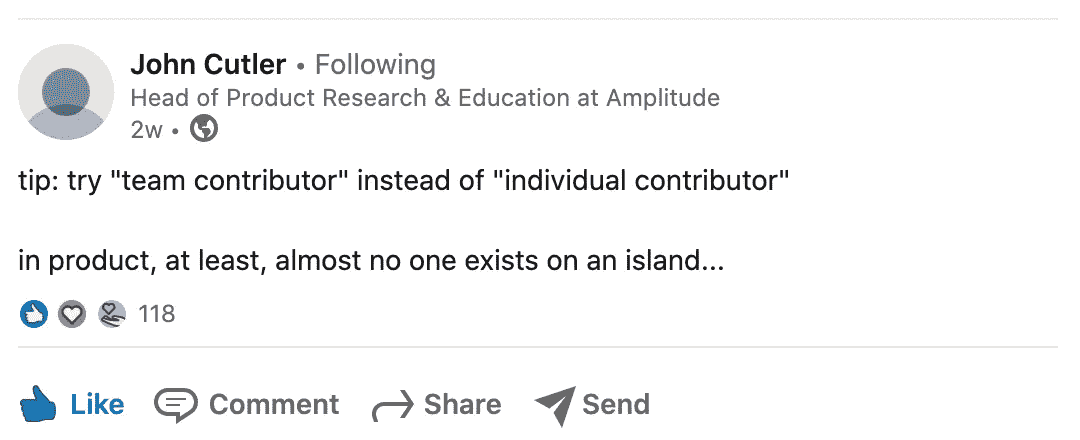 John Cutler • Following
Head of Product Research & Education at Amplitude
2w •
tip: try "team contributor" instead of "individual contributor"
in product, at least, almost no one exists on an island...
118
Like Comment Share Send